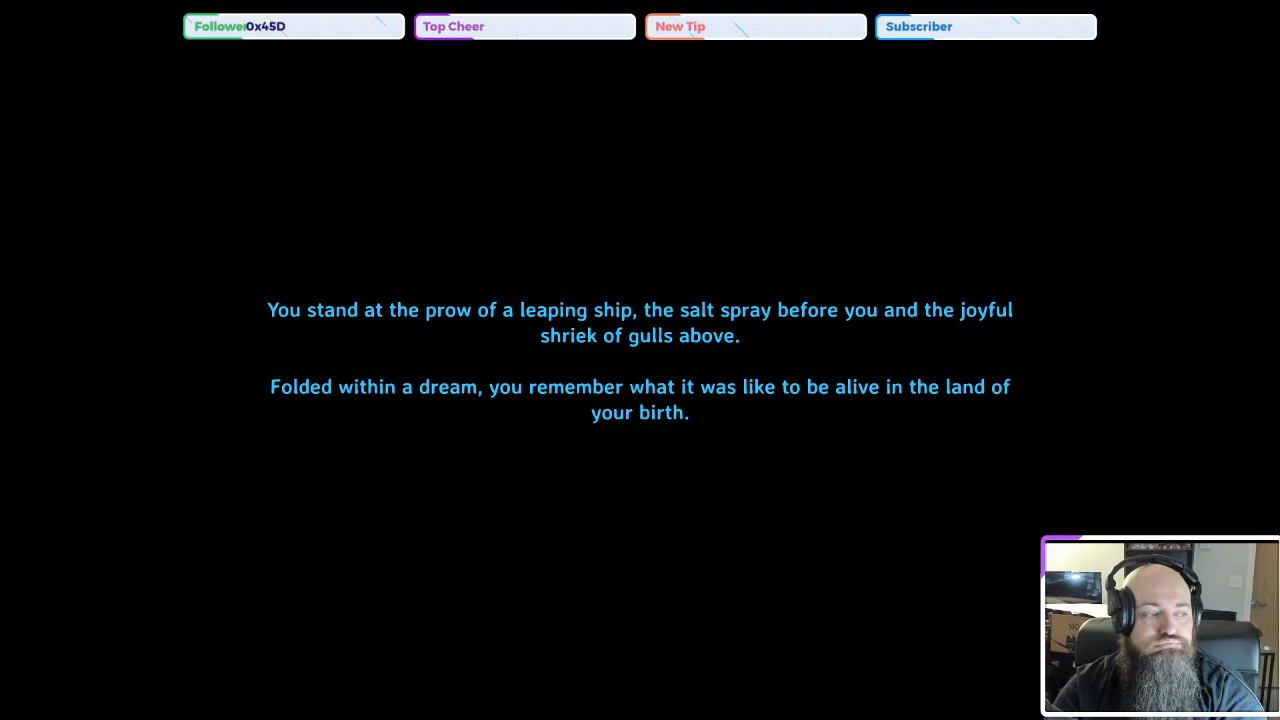 Follower 0x45D
Top Cheer
New Tip
Subscriber
You stand at the prow of a leaping ship, the salt spray before you and the joyful
shriek of gulls above.
Folded within a dream, you remember what it was like to be alive in the land of
your birth.